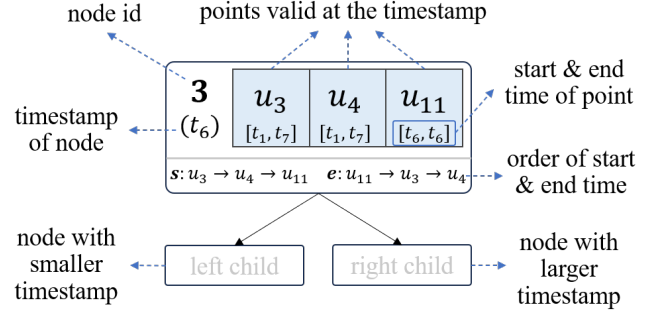 node id
points valid at the timestamp
3
(t₆)
u₃
[t₁, t₇]
u₄
[t₁, t₇]
u₁₁
[t₆, t₆]
start & end
time of point
timestamp
of node
s: u₃ → u₄ → u₁₁
e: u₁₁ → u₃ → u₄
order of start
& end time
node with
smaller
timestamp
left child
right child
node with
larger
timestamp